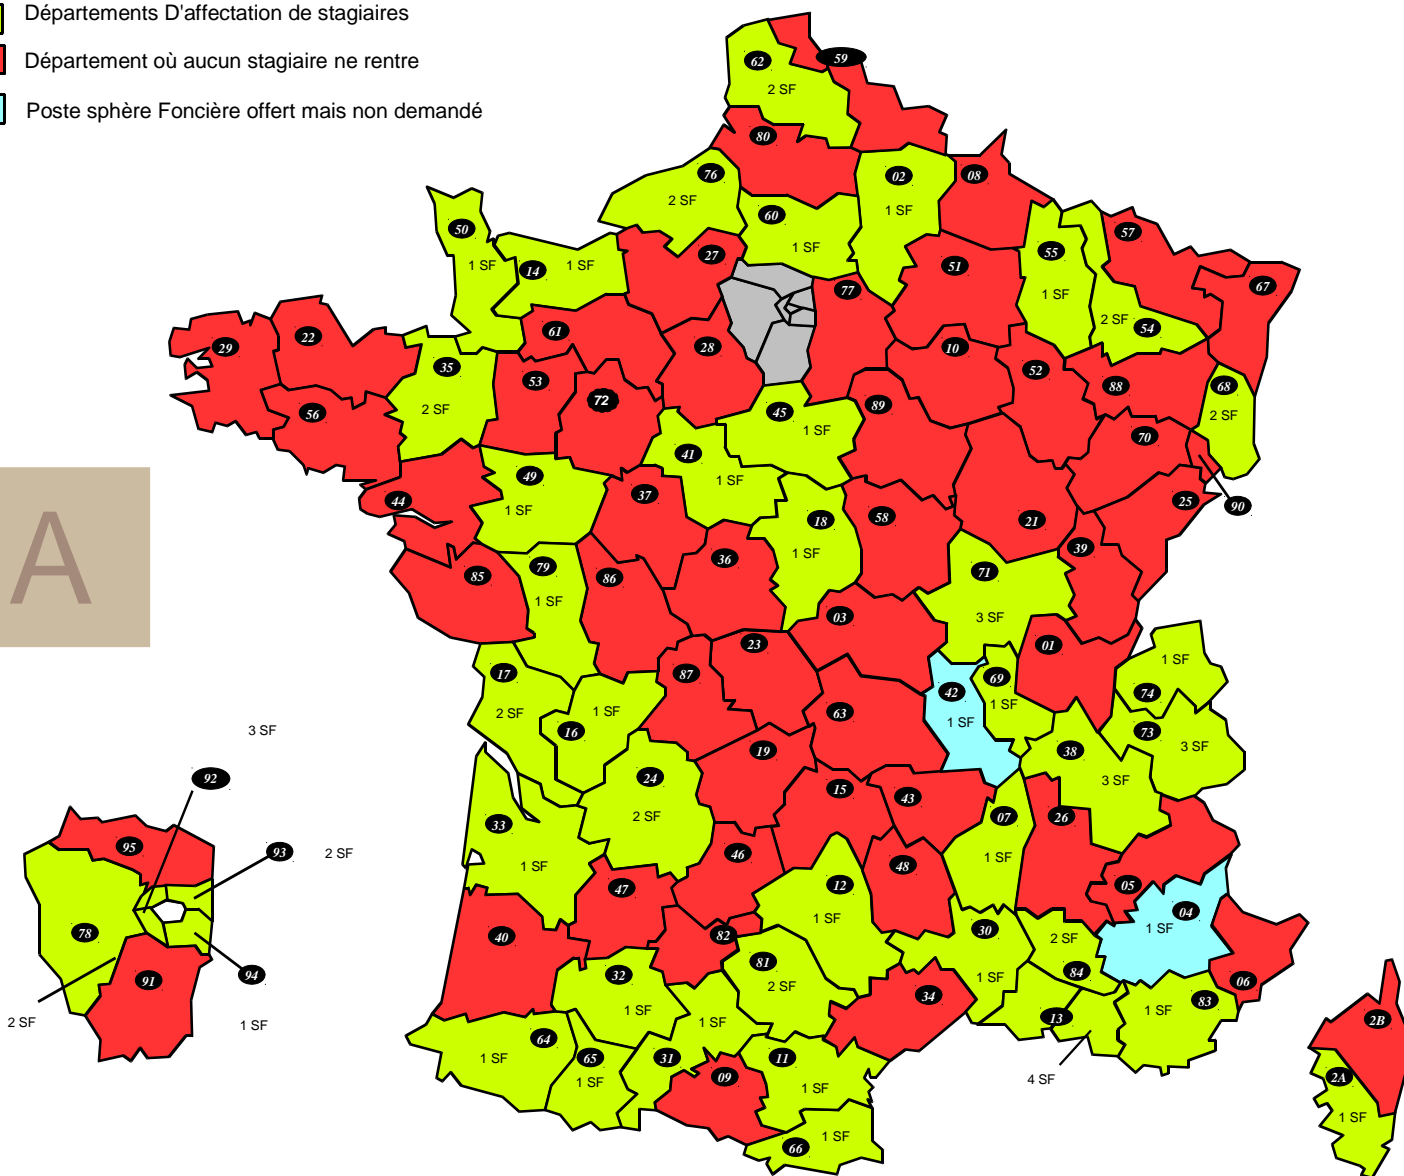 Départements D'affectation de stagiaires
Département où aucun stagiaire ne rentre
Poste sphère Foncière offert mais non demandé
59
62
2 SF
80
76
2 SF
02
1 SF
08
60
1 SF
50
1 SF
14
1 SF
27
77
51
55
1 SF
57
54
2 SF
67
29
22
35
2 SF
61
53
72
28
10
52
88
68
2 SF
56
45
1 SF
89
70
90
41
1 SF
44
49
1 SF
37
18
1 SF
58
21
25
39
A
85
79
1 SF
86
36
71
3 SF
03
01
17
2 SF
16
1 SF
87
23
63
42
1 SF
69
1 SF
74
1 SF
73
3 SF
38
3 SF
19
24
2 SF
15
43
07
1 SF
26
33
1 SF
47
46
12
1 SF
48
05
04
1 SF
06
40
82
81
2 SF
30
1 SF
84
2 SF
32
1 SF
34
13
4 SF
83
1 SF
64
1 SF
65
1 SF
31
1 SF
09
11
1 SF
66
1 SF
2B
2A
1 SF
3 SF
92
95
93
2 SF
78
2 SF
91
94
1 SF